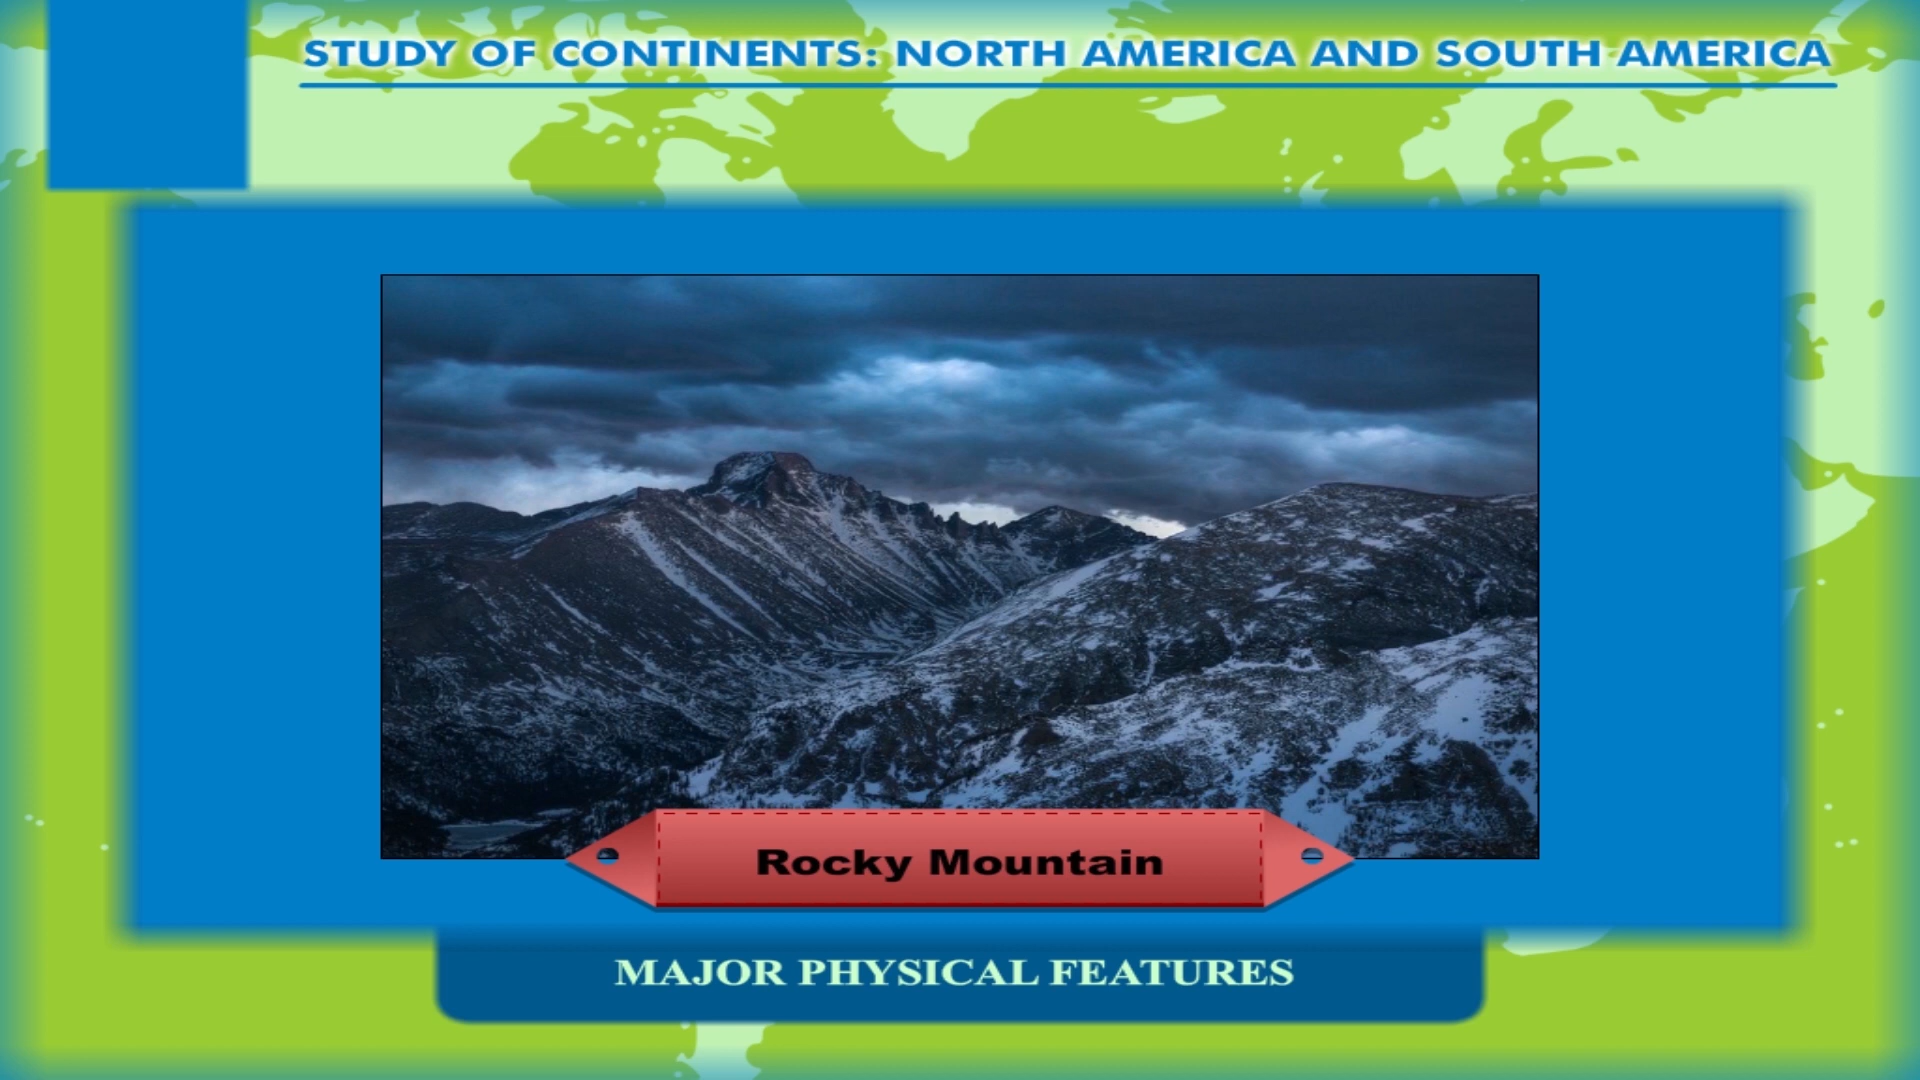 STUDY OF CONTINENTS: NORTH AMERICA AND SOUTH AMERICA
Rocky Mountain
MAJOR PHYSICAL FEATURES